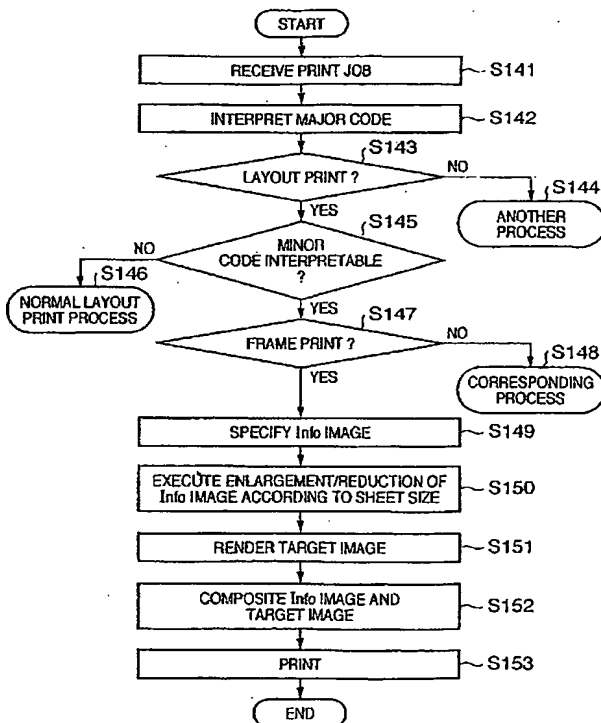 START
RECEIVE PRINT JOB
S141
INTERPRET MAJOR CODE
S142
S143
LAYOUT PRINT ?
NO
S144
ANOTHER
PROCESS
YES
S145
MINOR
CODE INTERPRETABLE
?
NO
S146
NORMAL LAYOUT
PRINT PROCESS
YES
S147
FRAME PRINT ?
NO
S148
CORRESPONDING
PROCESS
YES
SPECIFY Info IMAGE
S149
EXECUTE ENLARGEMENT/REDUCTION OF
Info IMAGE ACCORDING TO SHEET SIZE
S150
RENDER TARGET IMAGE
S151
COMPOSITE Info IMAGE AND
TARGET IMAGE
S152
PRINT
S153
END